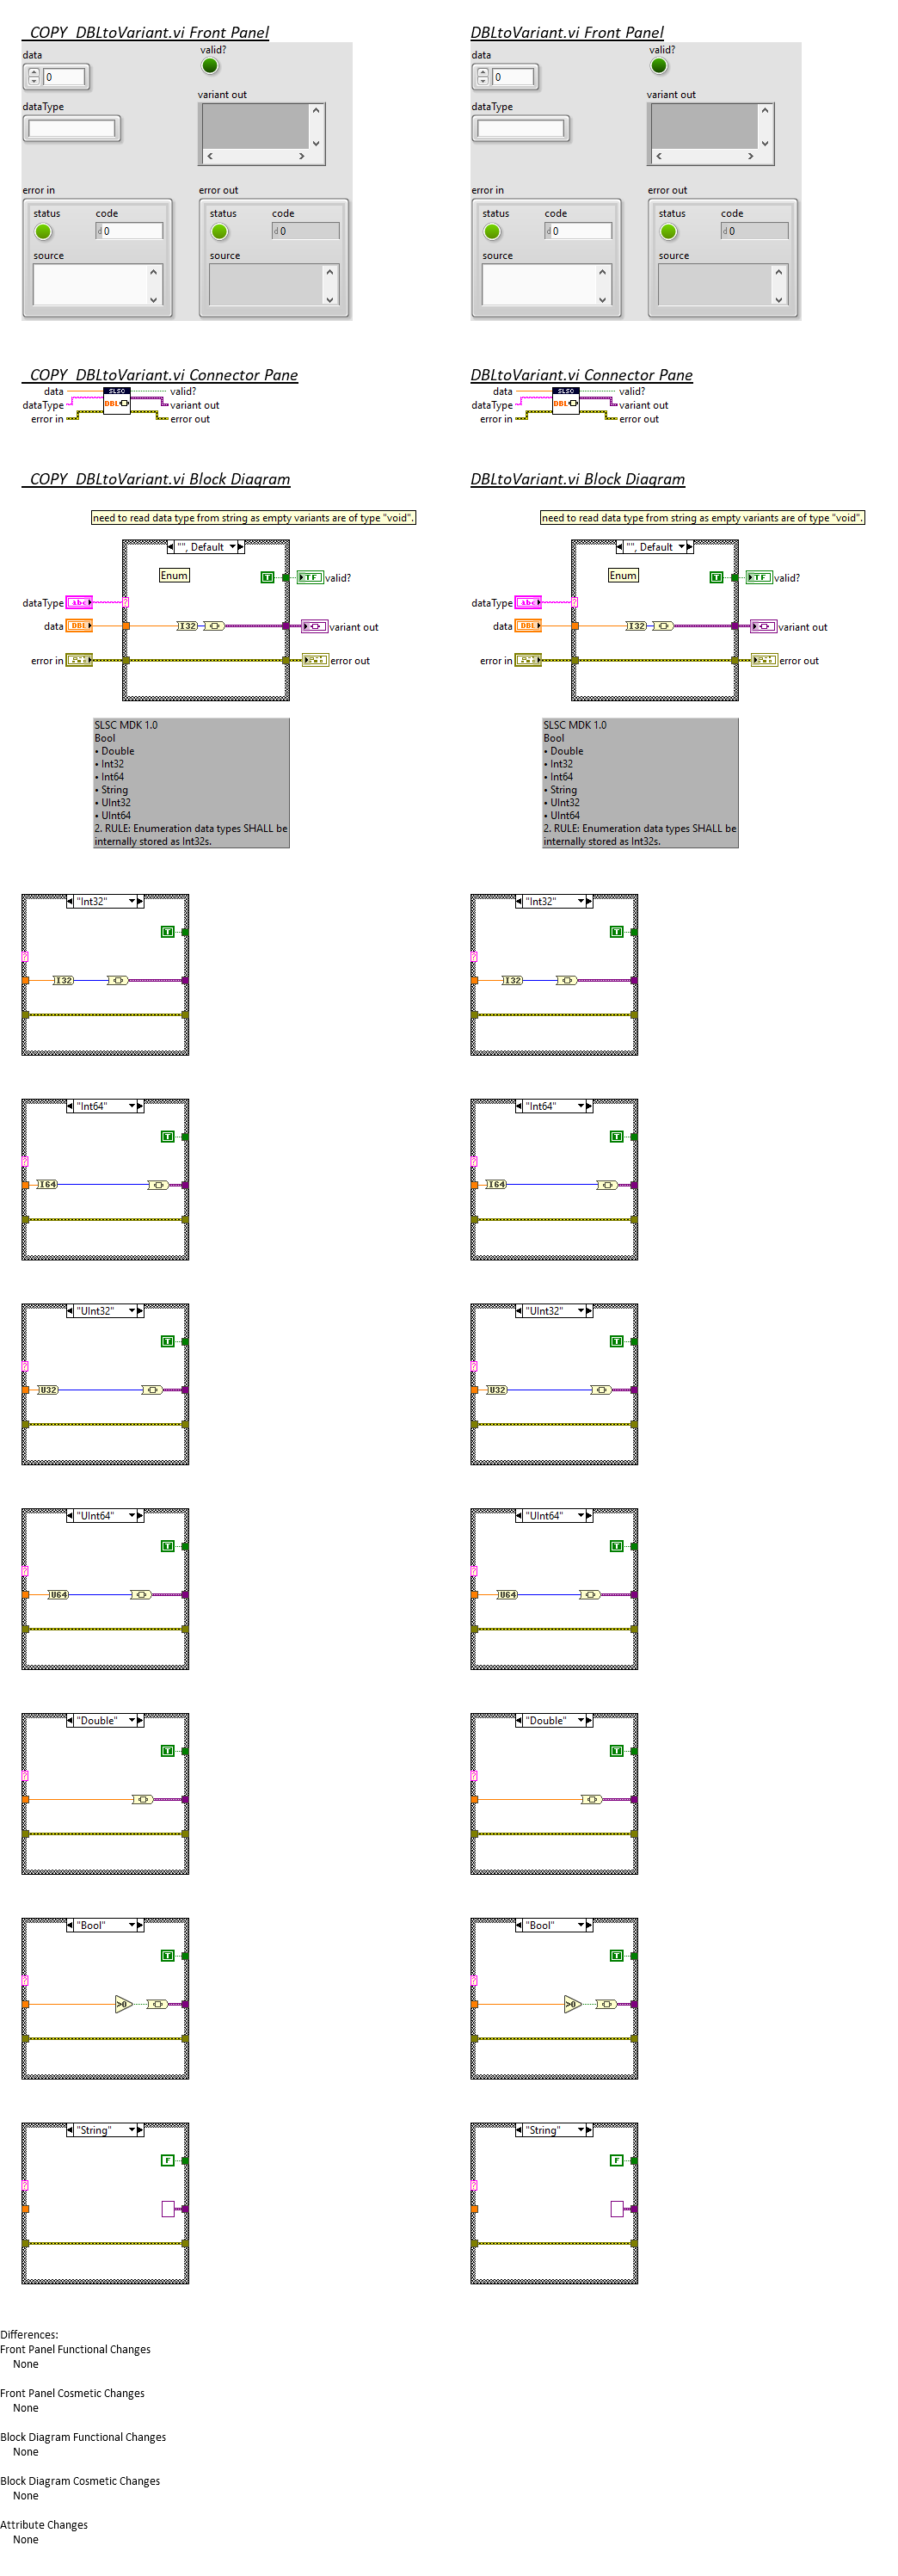 _COPY_DBLtoVariant.vi Front Panel
data
0
dataType
valid?
variant out
error in
status
code
d 0
source
error out
status
code
d 0
source
DBLtoVariant.vi Front Panel
data
0
dataType
valid?
variant out
error in
status
code
d 0
source
error out
status
code
d 0
source
_COPY_DBLtoVariant.vi Connector Pane
data
dataType
error in
SLSC
DBL
valid?
variant out
error out
DBLtoVariant.vi Connector Pane
data
dataType
error in
SLSC
DBL
valid?
variant out
error out
_COPY_DBLtoVariant.vi Block Diagram
need to read data type from string as empty variants are of type "void".
"", Default
Enum
T
TF
valid?
dataType
abc
?
data
DBL
I32
variant out
error in
error out
SLSC MDK 1.0
Bool
• Double
• Int32
• Int64
• String
• UInt32
• UInt64
2. RULE: Enumeration data types SHALL be
internally stored as Int32s.
DBLtoVariant.vi Block Diagram
need to read data type from string as empty variants are of type "void".
"", Default
Enum
T
TF
valid?
dataType
abc
?
data
DBL
I32
variant out
error in
error out
SLSC MDK 1.0
Bool
• Double
• Int32
• Int64
• String
• UInt32
• UInt64
2. RULE: Enumeration data types SHALL be
internally stored as Int32s.
"Int32"
T
?
I32
"Int32"
T
?
I32
"Int64"
T
?
I64
"Int64"
T
?
I64
"UInt32"
T
?
U32
"UInt32"
T
?
U32
"UInt64"
T
?
U64
"UInt64"
T
?
U64
"Double"
T
?
"Double"
T
?
"Bool"
T
?
>0
"Bool"
T
?
>0
"String"
F
?
"String"
F
?
Differences:
Front Panel Functional Changes
None
Front Panel Cosmetic Changes
None
Block Diagram Functional Changes
None
Block Diagram Cosmetic Changes
None
Attribute Changes
None